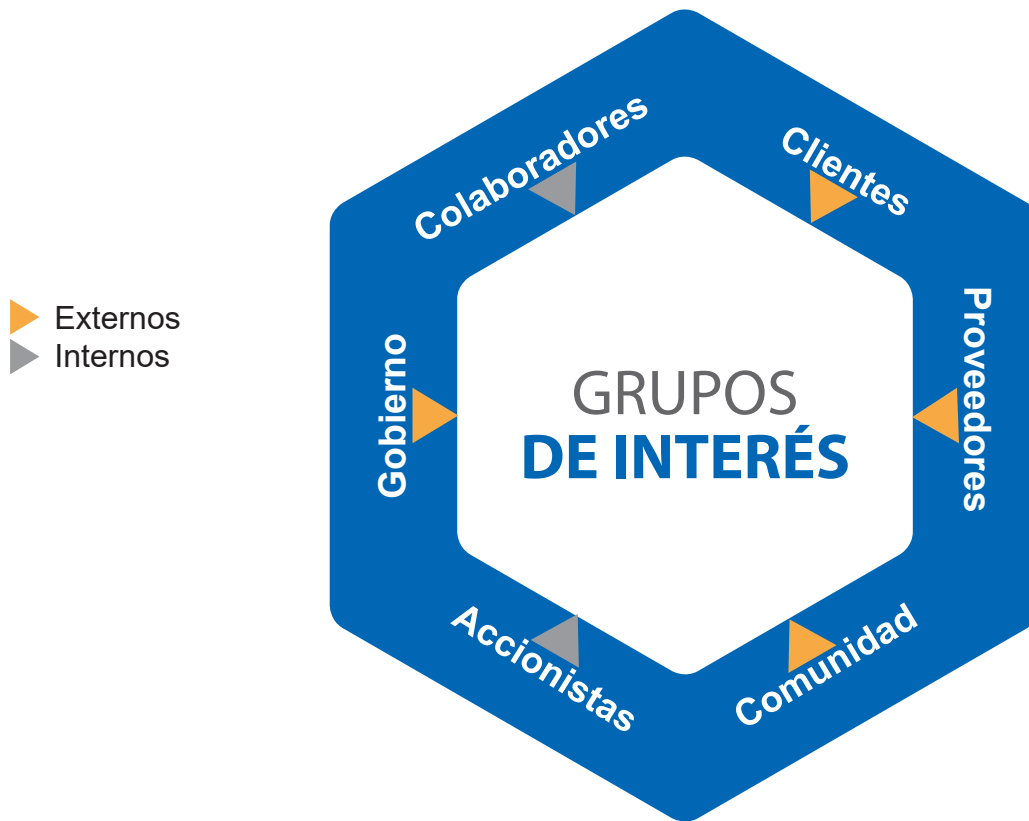 Colaboradores
Clientes
Externos
Internos
Gobierno
GRUPOS
DE INTERÉS
Proveedores
Accionistas
Comunidad